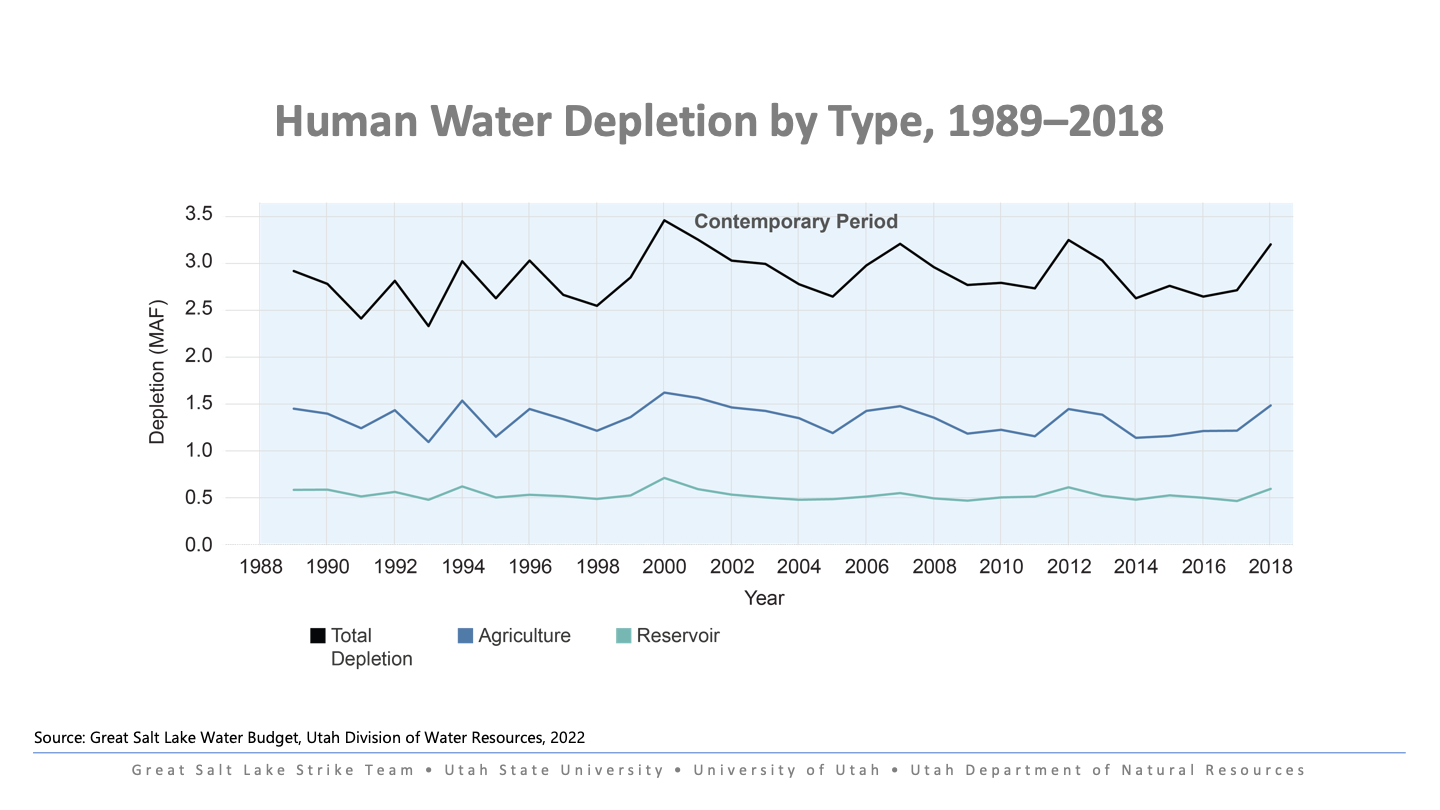 Human Water Depletion by Type, 1989–2018
Contemporary Period
Depletion (MAF)
3.5
3.0
2.5
2.0
1.5
1.0
0.5
0.0
1988 1990 1992 1994 1996 1998 2000 2002 2004 2006 2008 2010 2012 2014 2016 2018
Year
Total
Depletion
Agriculture
Reservoir
Source: Great Salt Lake Water Budget, Utah Division of Water Resources, 2022
Great Salt Lake Strike Team • Utah State University • University of Utah • Utah Department of Natural Resources